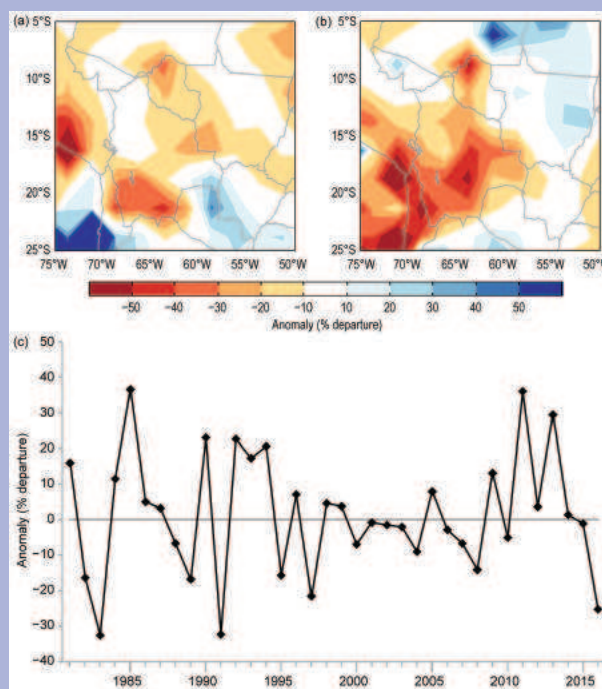 (a)
(b)
5°S
10°S
15°S
20°S
25°S
75°W 70°W 65°W 60°W 55°W 50°W
5°S
10°S
15°S
20°S
25°S
75°W 70°W 65°W 60°W 55°W 50°W
−50 −40 −30 −20 −10 10 20 30 40 50
Anomaly (% departure)
(c)
50
40
30
20
10
0
−10
−20
−30
−40
Anomaly (% departure)
1985 1990 1995 2000 2005 2010 2015